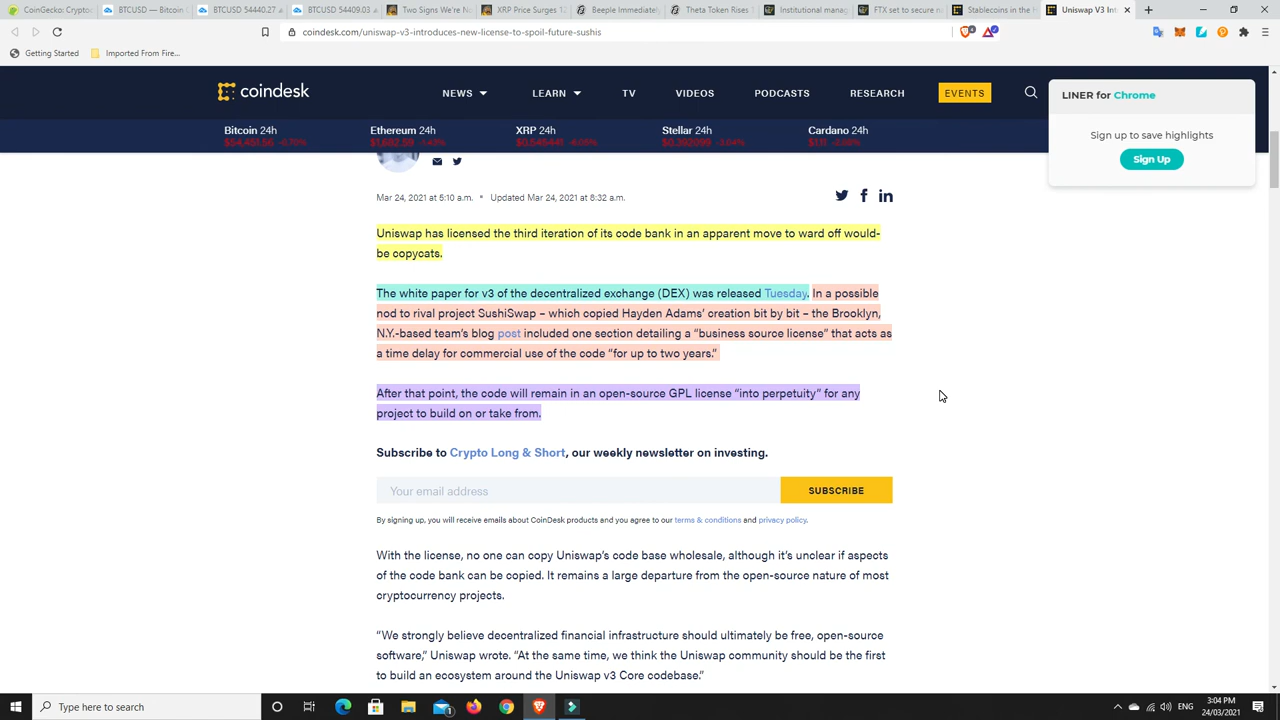 CoinGecko: Crypto
BTCUSD — Bitcoin
BTCUSD 54440.27
BTCUSD 54409.03
Two Signs We're No
XRP Price Surges 12
Beeple Immediately
Theta Token Rises
Institutional manag
FTX set to secure n
Stablecoins in the H
Uniswap V3 Int
coindesk.com/uniswap-v3-introduces-new-license-to-spoil-future-sushis
Getting Started
Imported From Fire...
coindesk
NEWS
LEARN
TV
VIDEOS
PODCASTS
RESEARCH
EVENTS
LINER for Chrome
Sign up to save highlights
Sign Up
Bitcoin 24h
Ethereum 24h
XRP 24h
Stellar 24h
Cardano 24h
Mar 24, 2021 at 5:10 a.m. • Updated Mar 24, 2021 at 8:32 a.m.
Uniswap has licensed the third iteration of its code bank in an apparent move to ward off would-
be copycats.
The white paper for v3 of the decentralized exchange (DEX) was released Tuesday. In a possible
nod to rival project SushiSwap – which copied Hayden Adams' creation bit by bit – the Brooklyn,
N.Y.-based team's blog post included one section detailing a “business source license” that acts as
a time delay for commercial use of the code “for up to two years.”
After that point, the code will remain in an open-source GPL license “into perpetuity” for any
project to build on or take from.
Subscribe to Crypto Long & Short, our weekly newsletter on investing.
Your email address
SUBSCRIBE
By signing up, you will receive emails about CoinDesk products and you agree to our terms & conditions and privacy policy.
With the license, no one can copy Uniswap's code base wholesale, although it's unclear if aspects
of the code bank can be copied. It remains a large departure from the open-source nature of most
cryptocurrency projects.
“We strongly believe decentralized financial infrastructure should ultimately be free, open-source
software,” Uniswap wrote. “At the same time, we think the Uniswap community should be the first
to build an ecosystem around the Uniswap v3 Core codebase.”
Type here to search
ENG
3:04 PM
24/03/2021